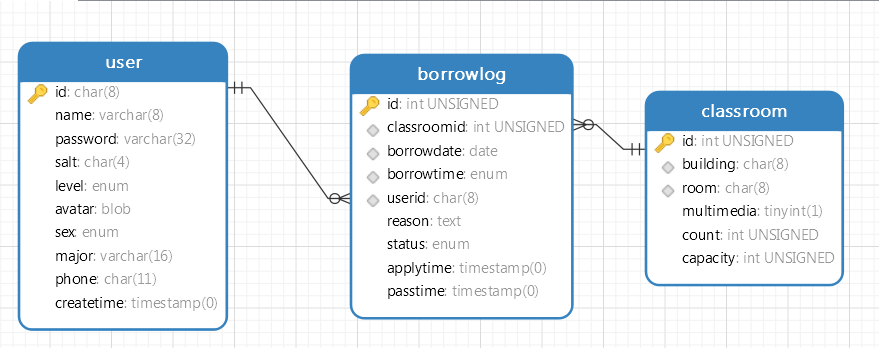 user
id: char(8)
name: varchar(8)
password: varchar(32)
salt: char(4)
level: enum
avatar: blob
sex: enum
major: varchar(16)
phone: char(11)
createtime: timestamp(0)
borrowlog
id: int UNSIGNED
classroomid: int UNSIGNED
borrowdate: date
borrowtime: enum
userid: char(8)
reason: text
status: enum
applytime: timestamp(0)
passtime: timestamp(0)
classroom
id: int UNSIGNED
building: char(8)
room: char(8)
multimedia: tinyint(1)
count: int UNSIGNED
capacity: int UNSIGNED